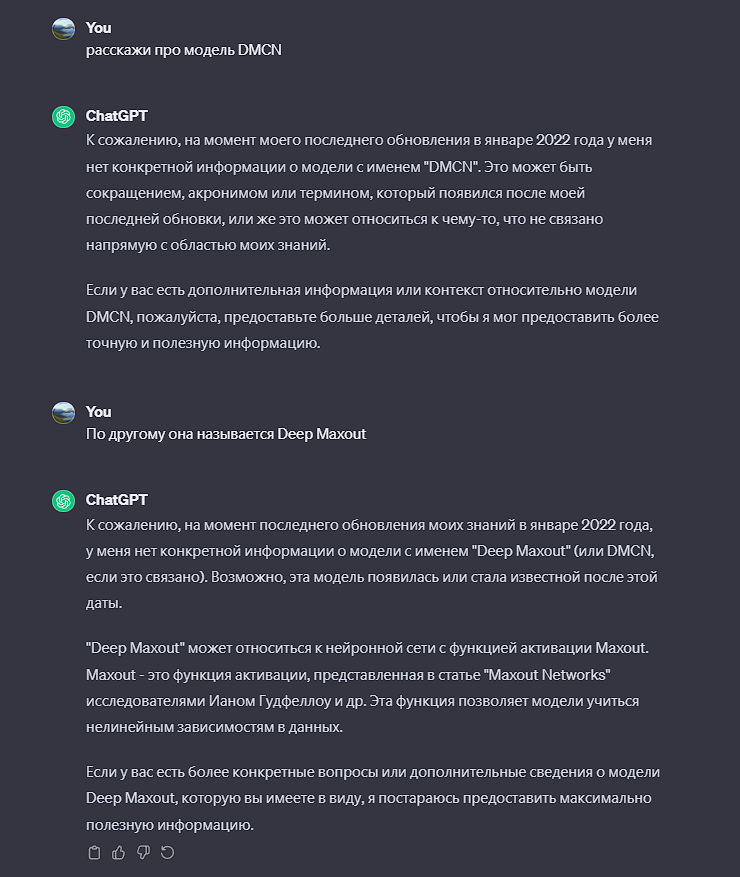 You
расскажи про модель DMCN
ChatGPT
К сожалению, на момент моего последнего обновления в январе 2022 года у меня
нет конкретной информации о модели с именем "DMCN". Это может быть
сокращением, акронимом или термином, который появился после моей
последней обновки, или же это может относиться к чему-то, что не связано
напрямую с областью моих знаний.
Если у вас есть дополнительная информация или контекст относительно модели
DMCN, пожалуйста, предоставьте больше деталей, чтобы я мог предоставить более
точную и полезную информацию.
You
По другому она называется Deep Maxout
ChatGPT
К сожалению, на момент последнего обновления моих знаний в январе 2022 года,
у меня нет конкретной информации о модели с именем "Deep Maxout" (или DMCN,
если это связано). Возможно, эта модель появилась или стала известной после этой
даты.
"Deep Maxout" может относиться к нейронной сети с функцией активации Maxout.
Maxout - это функция активации, представленная в статье "Maxout Networks"
исследователями Ианом Гудфеллоу и др. Эта функция позволяет модели учиться
нелинейным зависимостям в данных.
Если у вас есть более конкретные вопросы или дополнительные сведения о модели
Deep Maxout, которую вы имеете в виду, я постараюсь предоставить максимально
полезную информацию.